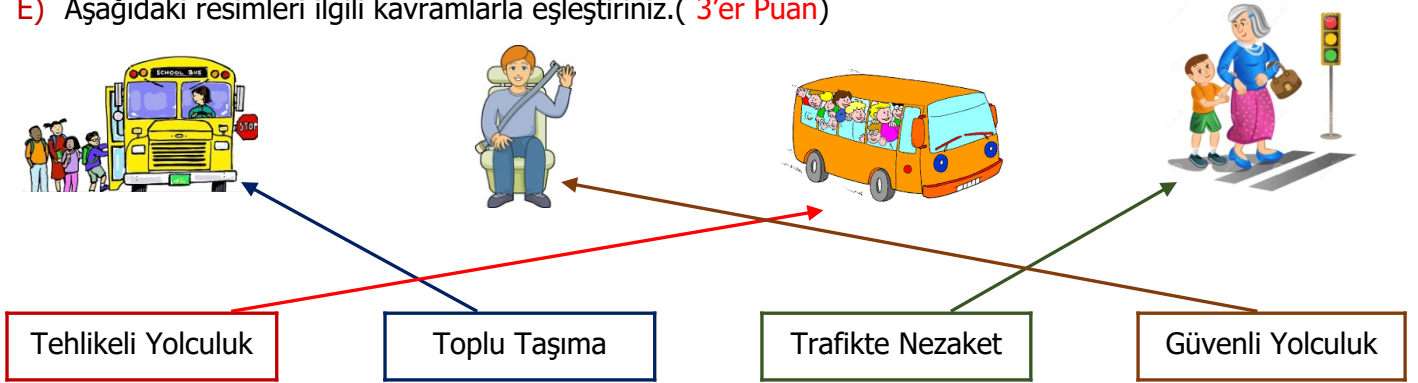 E) Aşağıdaki resimleri ilgili kavramlarla eşleştiriniz.( 3’er Puan)
SCHOOL BUS
STOP
Tehlikeli Yolculuk
Toplu Taşıma
Trafikte Nezaket
Güvenli Yolculuk